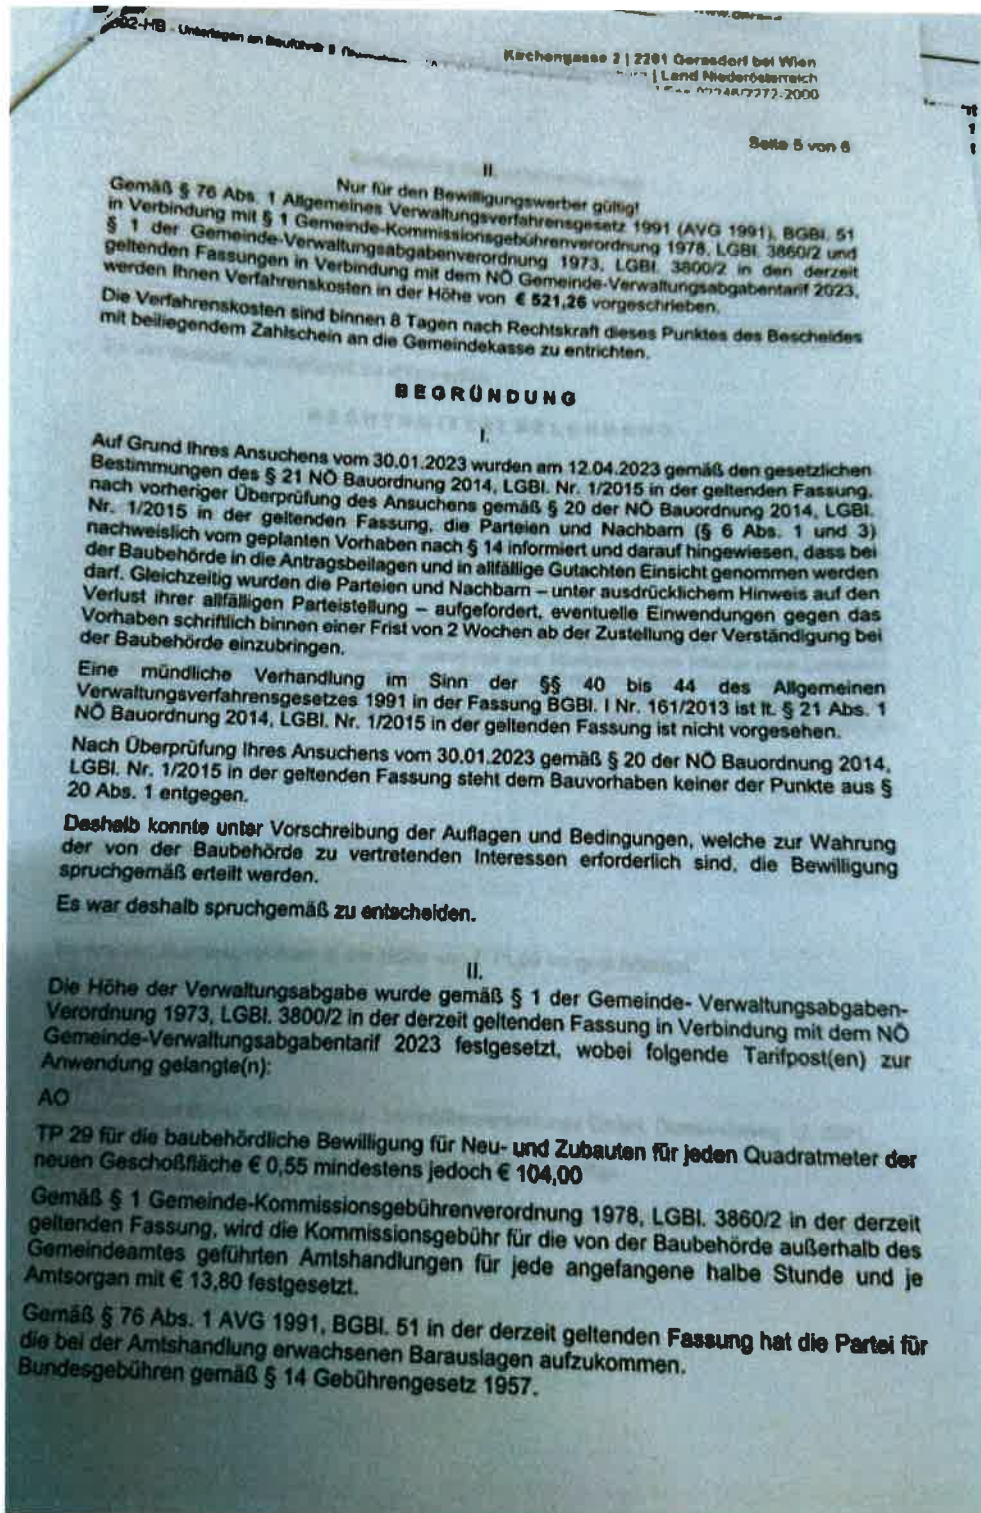 Unterlagen an Bauführer
Kirchengasse 2 | 2201 Gerasdorf bei Wien
| Land Niederösterreich
02246/2272-2000
Seite 5 von 6
II.
Nur für den Bewilligungswerber gültig!
Gemäß § 76 Abs. 1 Allgemeines Verwaltungsverfahrensgesetz 1991 (AVG 1991), BGBl. 51
in Verbindung mit § 1 Gemeinde-Kommissionsgebührenverordnung 1978, LGBl. 3860/2 und
§ 1 der Gemeinde-Verwaltungsabgabenverordnung 1973, LGBl. 3800/2 in den derzeit
geltenden Fassungen in Verbindung mit dem NÖ Gemeinde-Verwaltungsabgabentarif 2023,
werden Ihnen Verfahrenskosten in der Höhe von € 521,26 vorgeschrieben.
Die Verfahrenskosten sind binnen 8 Tagen nach Rechtskraft dieses Punktes des Bescheides
mit beiliegendem Zahlschein an die Gemeindekasse zu entrichten.
BEGRÜNDUNG
I.
Auf Grund Ihres Ansuchens vom 30.01.2023 wurden am 12.04.2023 gemäß den gesetzlichen
Bestimmungen des § 21 NÖ Bauordnung 2014, LGBl. Nr. 1/2015 in der geltenden Fassung,
nach vorheriger Überprüfung des Ansuchens gemäß § 20 der NÖ Bauordnung 2014, LGBl.
Nr. 1/2015 in der geltenden Fassung, die Parteien und Nachbarn (§ 6 Abs. 1 und 3)
nachweislich vom geplanten Vorhaben nach § 14 informiert und darauf hingewiesen, dass bei
der Baubehörde in die Antragsbeilagen und in allfällige Gutachten Einsicht genommen werden
darf. Gleichzeitig wurden die Parteien und Nachbarn – unter ausdrücklichem Hinweis auf den
Verlust ihrer allfälligen Parteistellung – aufgefordert, eventuelle Einwendungen gegen das
Vorhaben schriftlich binnen einer Frist von 2 Wochen ab der Zustellung der Verständigung bei
der Baubehörde einzubringen.
Eine mündliche Verhandlung im Sinn der §§ 40 bis 44 des Allgemeinen
Verwaltungsverfahrensgesetzes 1991 in der Fassung BGBl. I Nr. 161/2013 ist lt. § 21 Abs. 1
NÖ Bauordnung 2014, LGBl. Nr. 1/2015 in der geltenden Fassung ist nicht vorgesehen.
Nach Überprüfung Ihres Ansuchens vom 30.01.2023 gemäß § 20 der NÖ Bauordnung 2014,
LGBl. Nr. 1/2015 in der geltenden Fassung steht dem Bauvorhaben keiner der Punkte aus §
20 Abs. 1 entgegen.
Deshalb konnte unter Vorschreibung der Auflagen und Bedingungen, welche zur Wahrung
der von der Baubehörde zu vertretenden Interessen erforderlich sind, die Bewilligung
spruchgemäß erteilt werden.
Es war deshalb spruchgemäß zu entscheiden.
II.
Die Höhe der Verwaltungsabgabe wurde gemäß § 1 der Gemeinde- Verwaltungsabgaben-
Verordnung 1973, LGBl. 3800/2 in der derzeit geltenden Fassung in Verbindung mit dem NÖ
Gemeinde-Verwaltungsabgabentarif 2023 festgesetzt, wobei folgende Tarifpost(en) zur
Anwendung gelangte(n):
AO
TP 29 für die baubehördliche Bewilligung für Neu- und Zubauten für jeden Quadratmeter der
neuen Geschoßfläche € 0,55 mindestens jedoch € 104,00
Gemäß § 1 Gemeinde-Kommissionsgebührenverordnung 1978, LGBl. 3860/2 in der derzeit
geltenden Fassung, wird die Kommissionsgebühr für die von der Baubehörde außerhalb des
Gemeindeamtes geführten Amtshandlungen für jede angefangene halbe Stunde und je
Amtsorgan mit € 13,80 festgesetzt.
Gemäß § 76 Abs. 1 AVG 1991, BGBl. 51 in der derzeit geltenden Fassung hat die Partei für
die bei der Amtshandlung erwachsenen Barauslagen aufzukommen.
Bundesgebühren gemäß § 14 Gebührengesetz 1957.